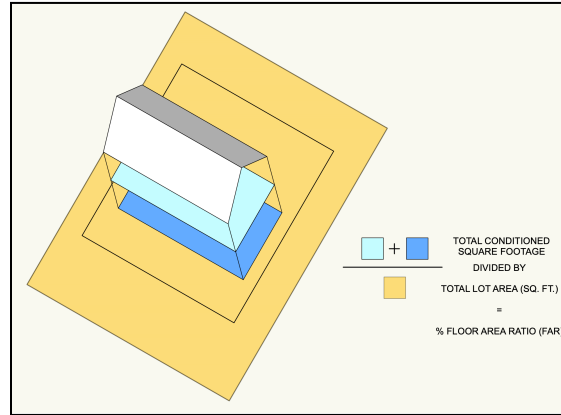 +
TOTAL CONDITIONED
SQUARE FOOTAGE
DIVIDED BY
TOTAL LOT AREA (SQ. FT.)
=
% FLOOR AREA RATIO (FAR)